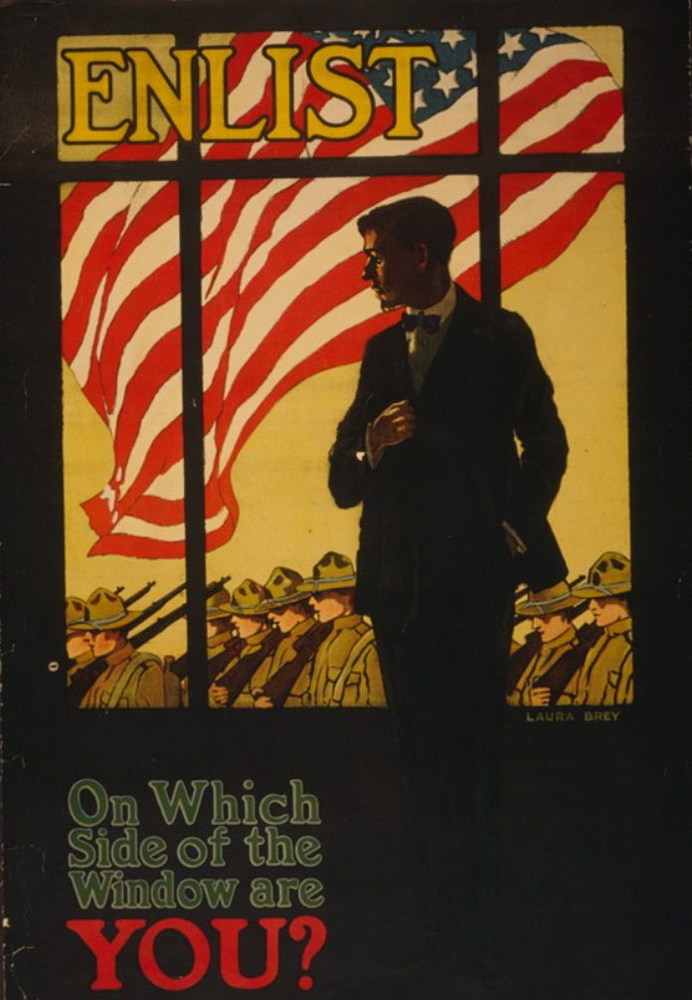 ENLIST
LAURA BREY
On Which
Side of the
Window are
YOU?